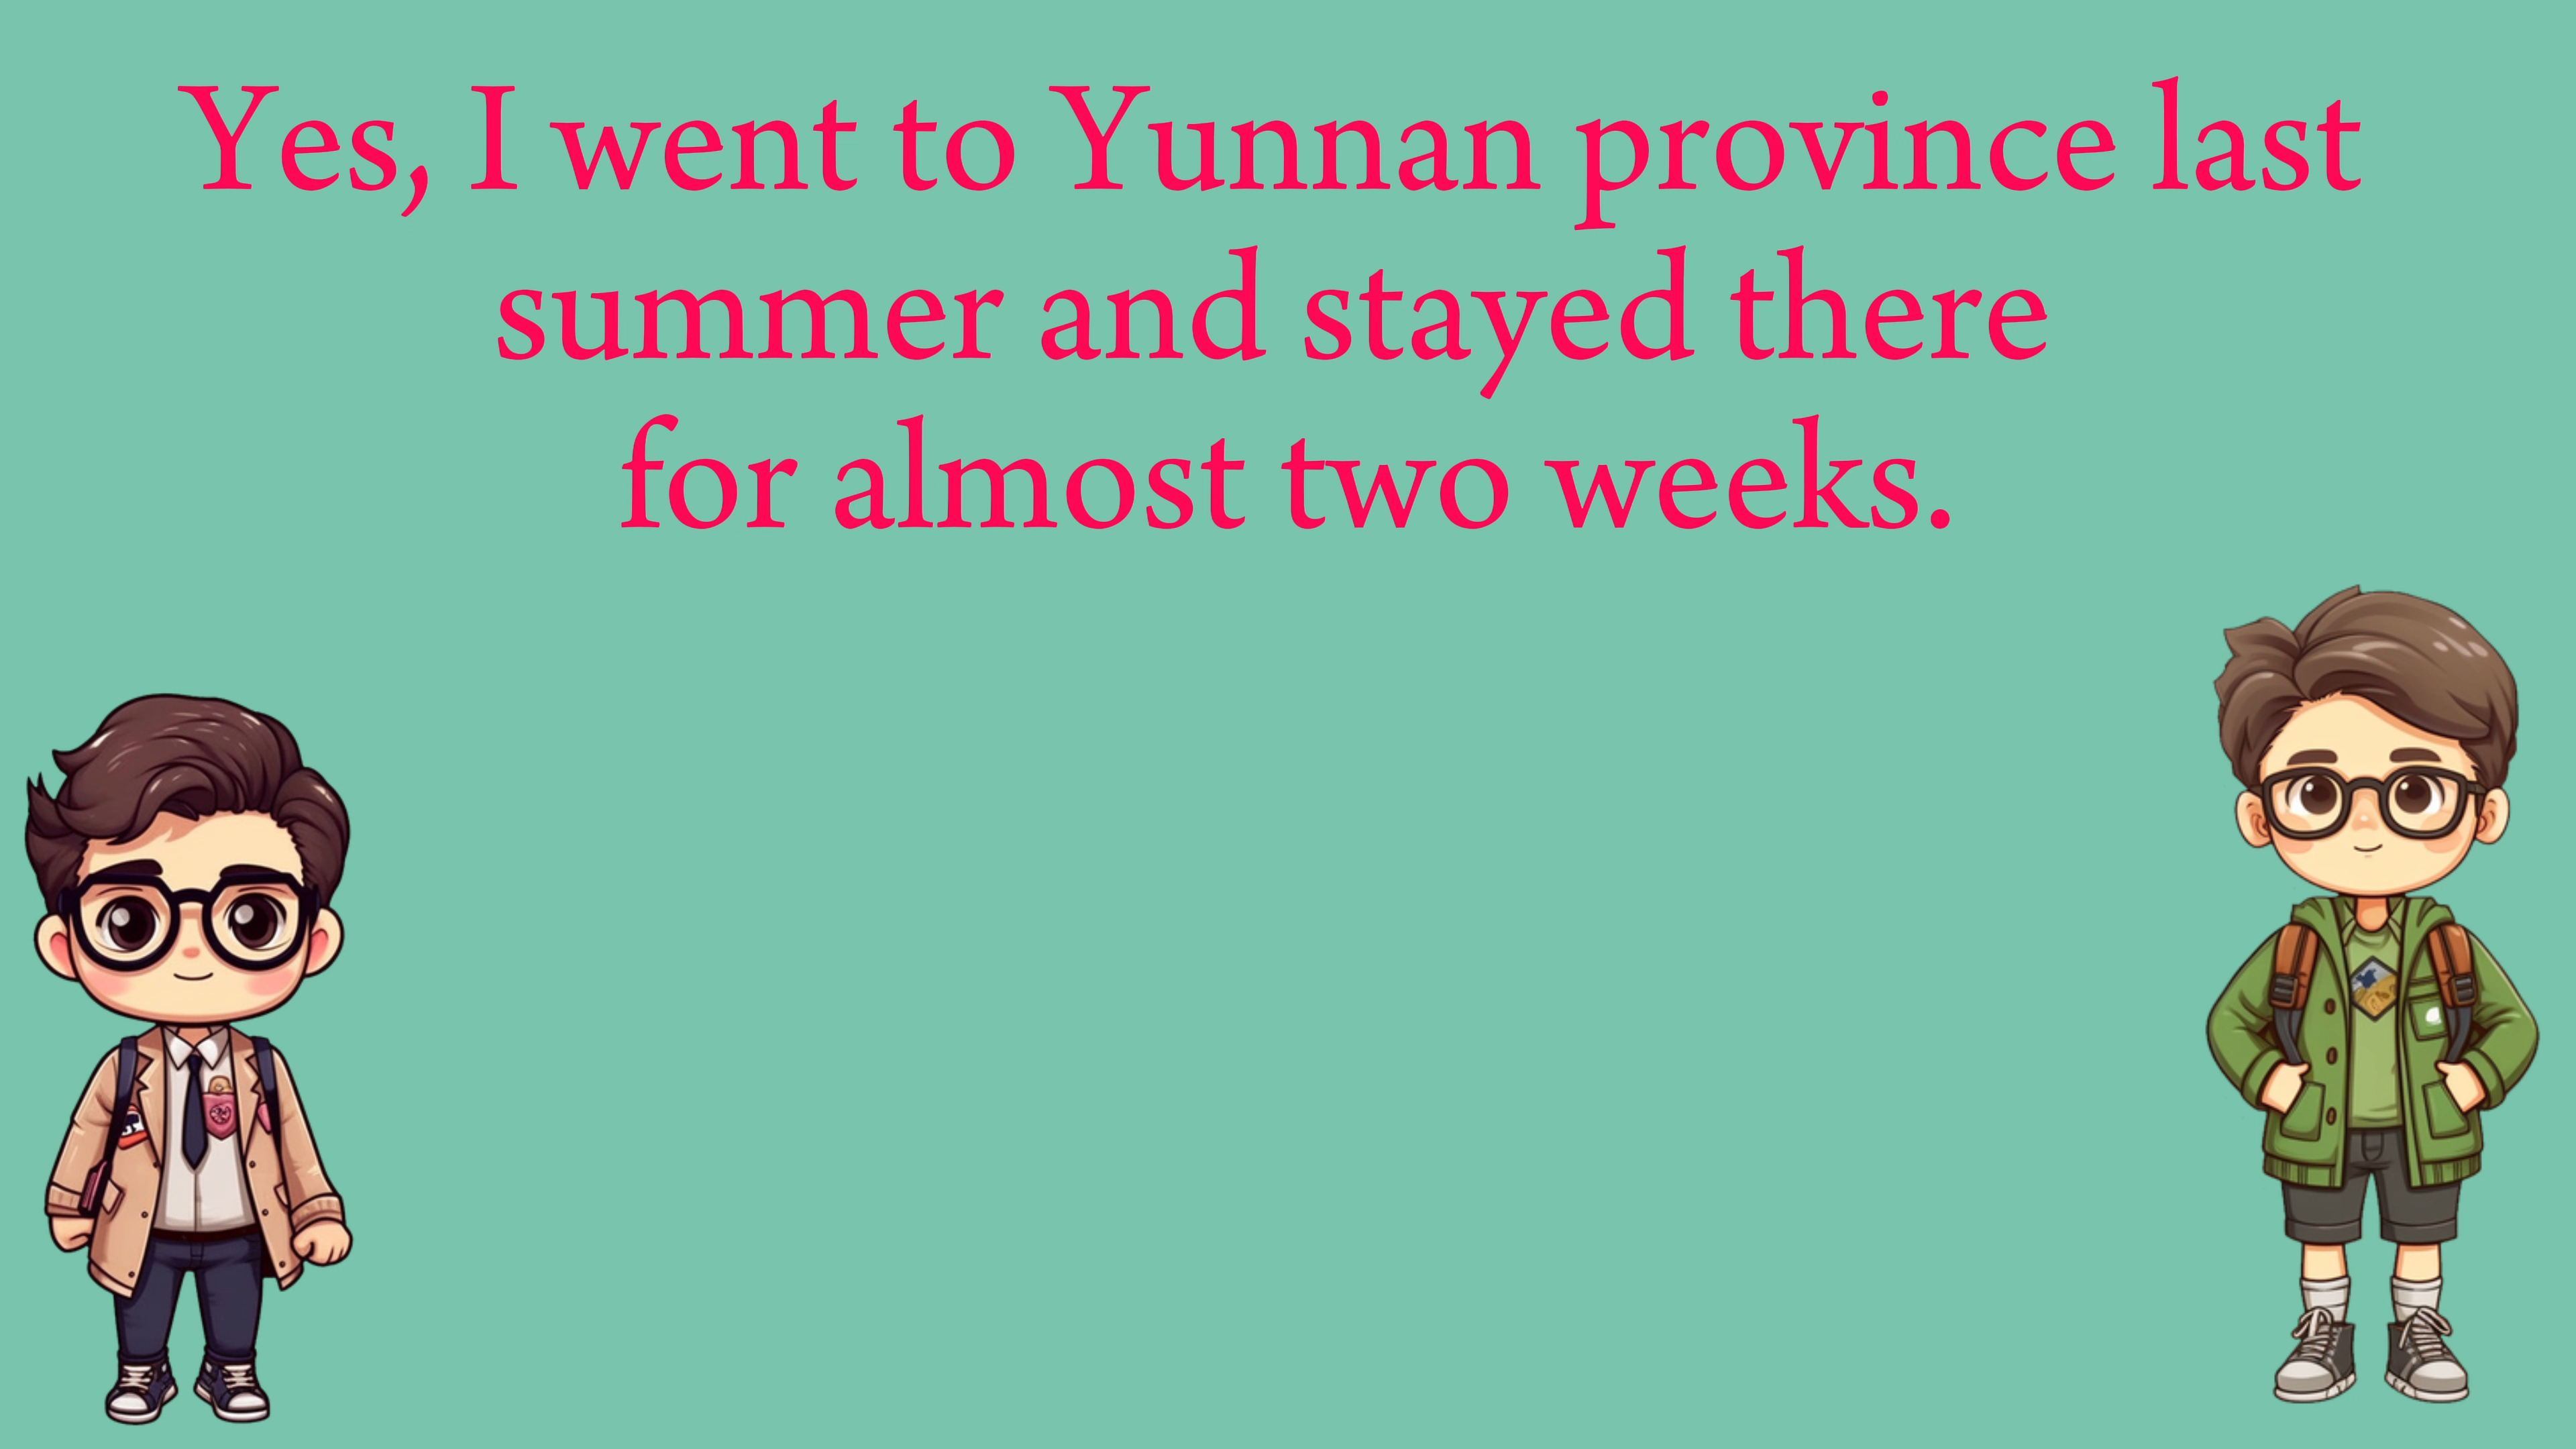 Yes, I went to Yunnan province last
summer and stayed there
for almost two weeks.